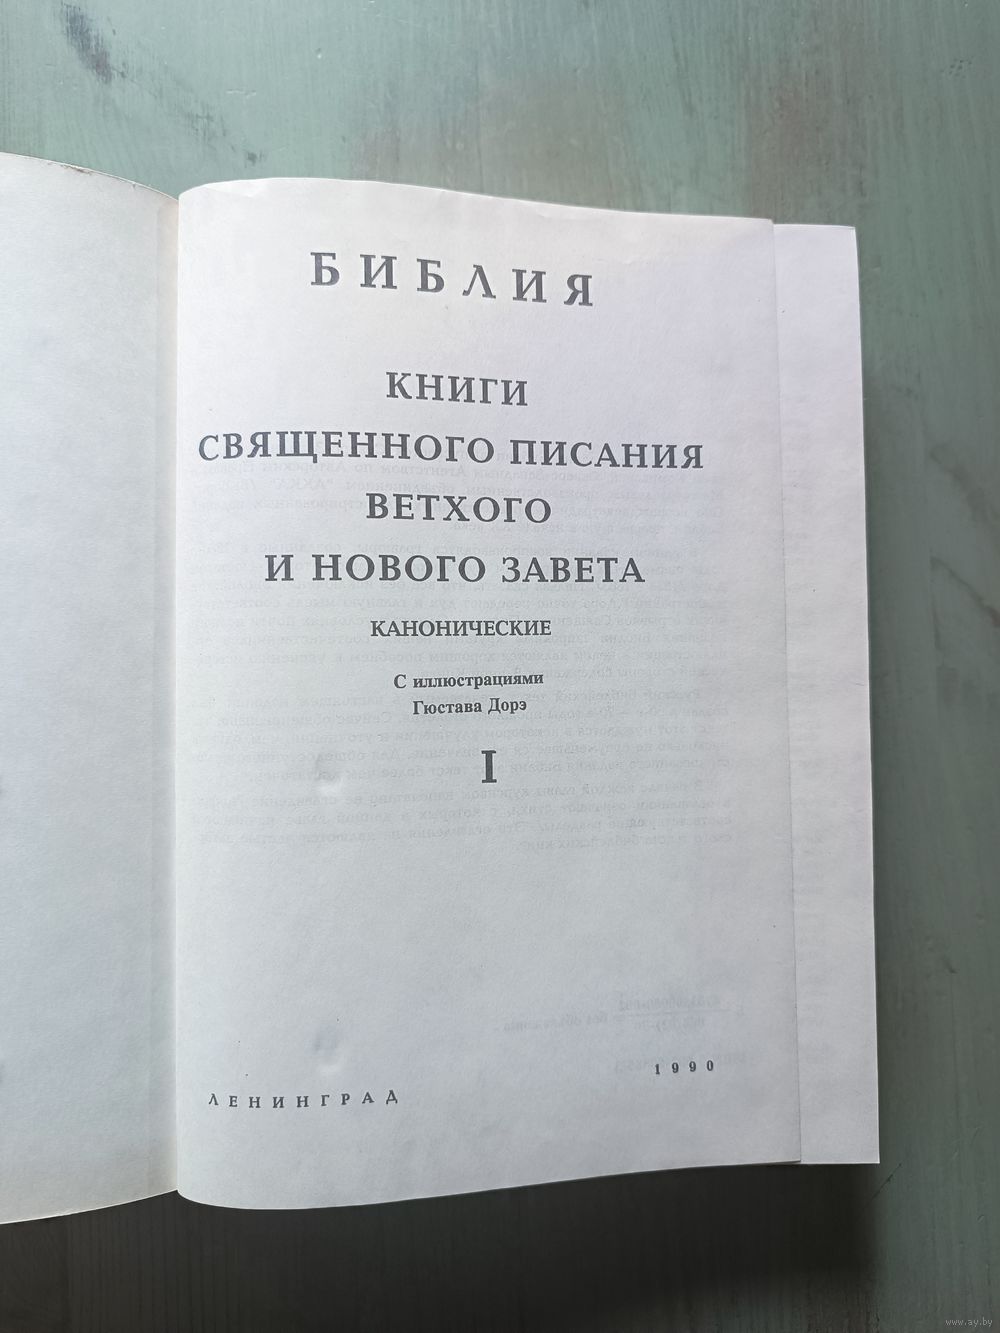 БИБЛИЯ
КНИГИ
СВЯЩЕННОГО ПИСАНИЯ
ВЕТХОГО
И НОВОГО ЗАВЕТА
КАНОНИЧЕСКИЕ
С иллюстрациями
Гюстава Дорэ
I
ЛЕНИНГРАД
1990
www.ay.by